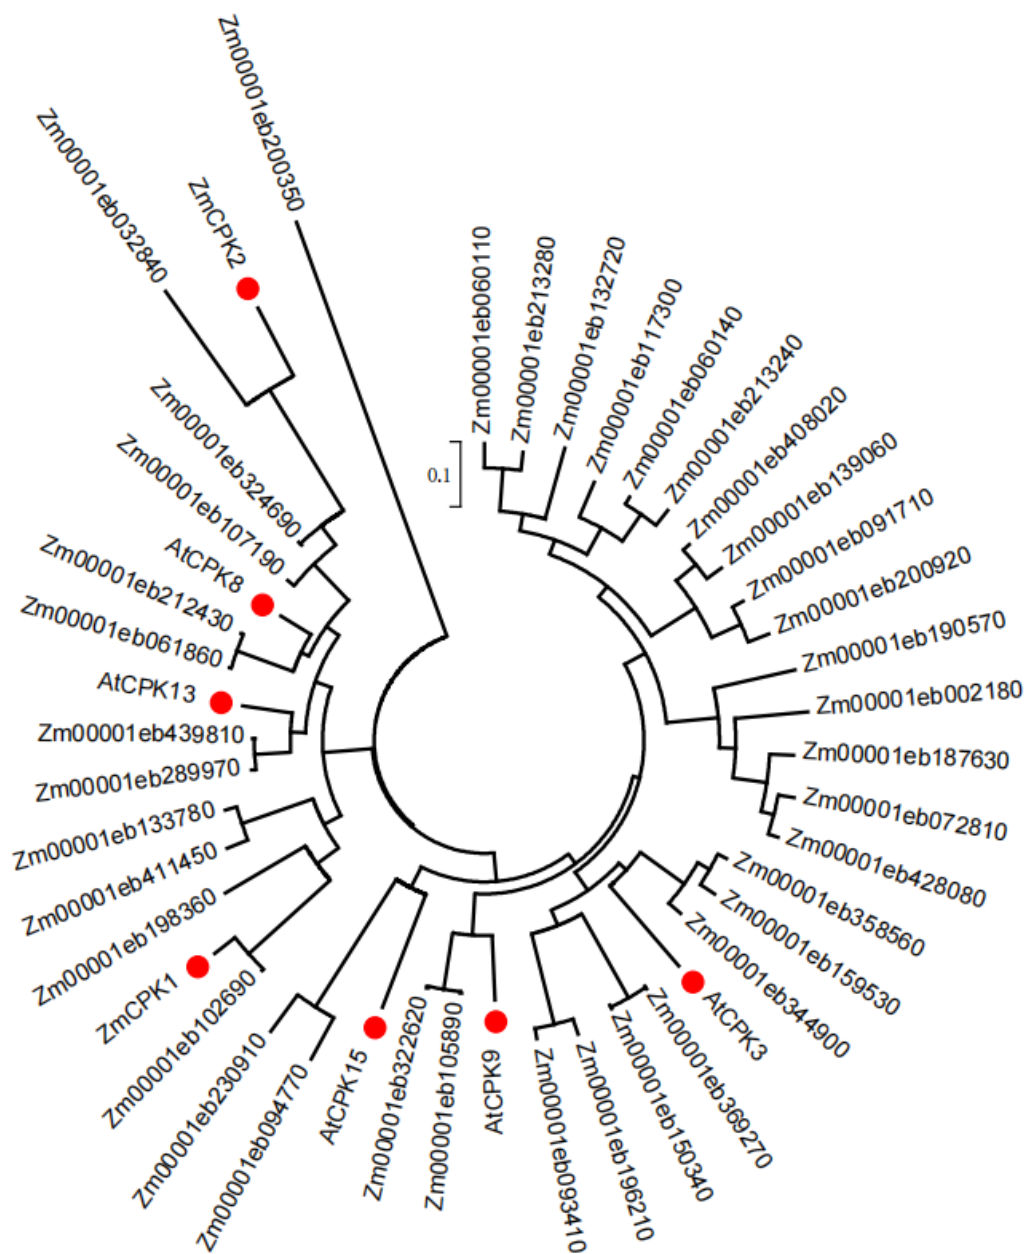 Zm00001eb200350
Zm00001eb060110
Zm00001eb213280
Zm00001eb132720
Zm00001eb117300
Zm00001eb060140
Zm00001eb213240
Zm00001eb408020
Zm00001eb139060
Zm00001eb091710
Zm00001eb200920
Zm00001eb190570
Zm00001eb002180
Zm00001eb187630
Zm00001eb072810
Zm00001eb428080
Zm00001eb358560
Zm00001eb159530
Zm00001eb344900
AtCPK3
Zm00001eb369270
Zm00001eb150340
Zm00001eb196210
Zm00001eb093410
AtCPK9
Zm00001eb105890
Zm00001eb322620
AtCPK15
Zm00001eb094770
Zm00001eb230910
Zm00001eb102690
ZmCPK1
Zm00001eb198360
Zm00001eb411450
Zm00001eb133780
Zm00001eb289970
Zm00001eb439810
AtCPK13
Zm00001eb061860
Zm00001eb212430
AtCPK8
Zm00001eb107190
Zm00001eb324690
Zm00001eb032840
ZmCPK2
0.1